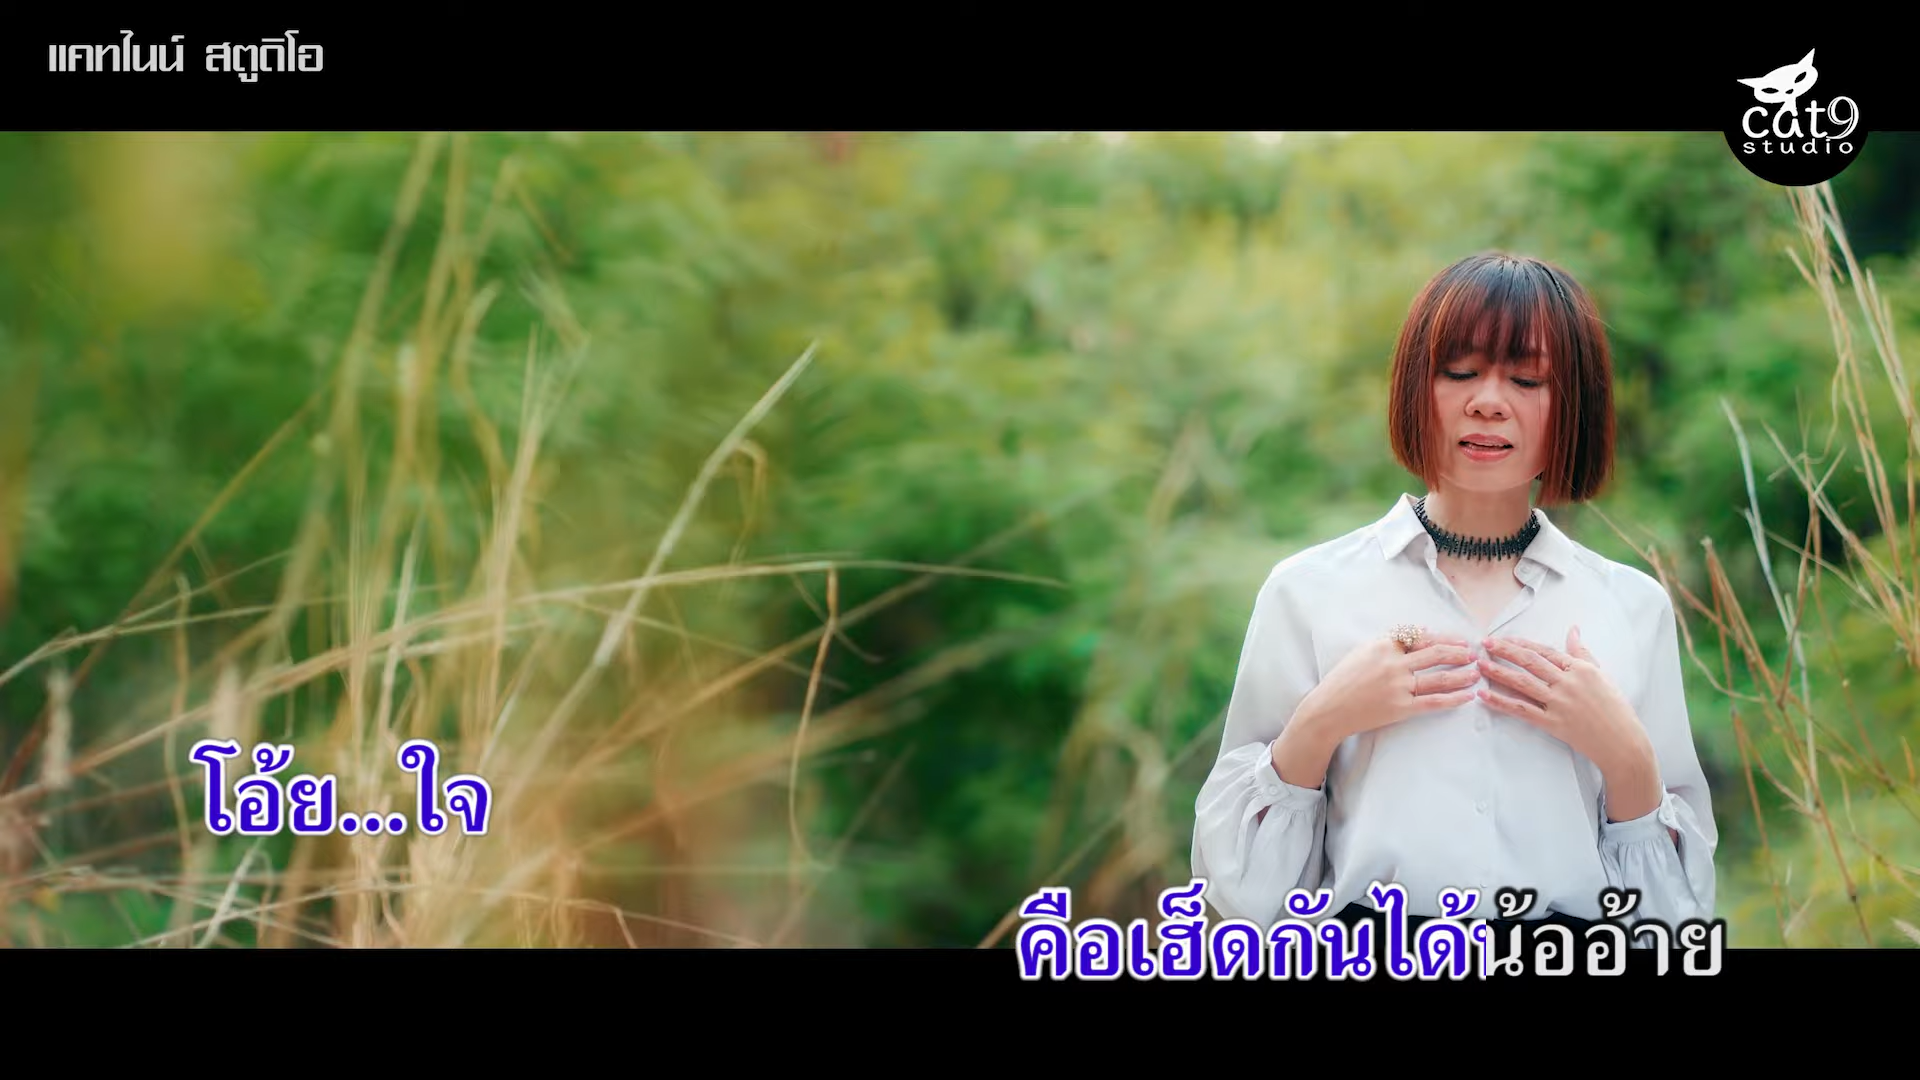 แคทไนน์ สตูดิโอ
cat9
studio
โอ้ย...ใจ
คือเฮ็ดกันได้น้ออ้าย